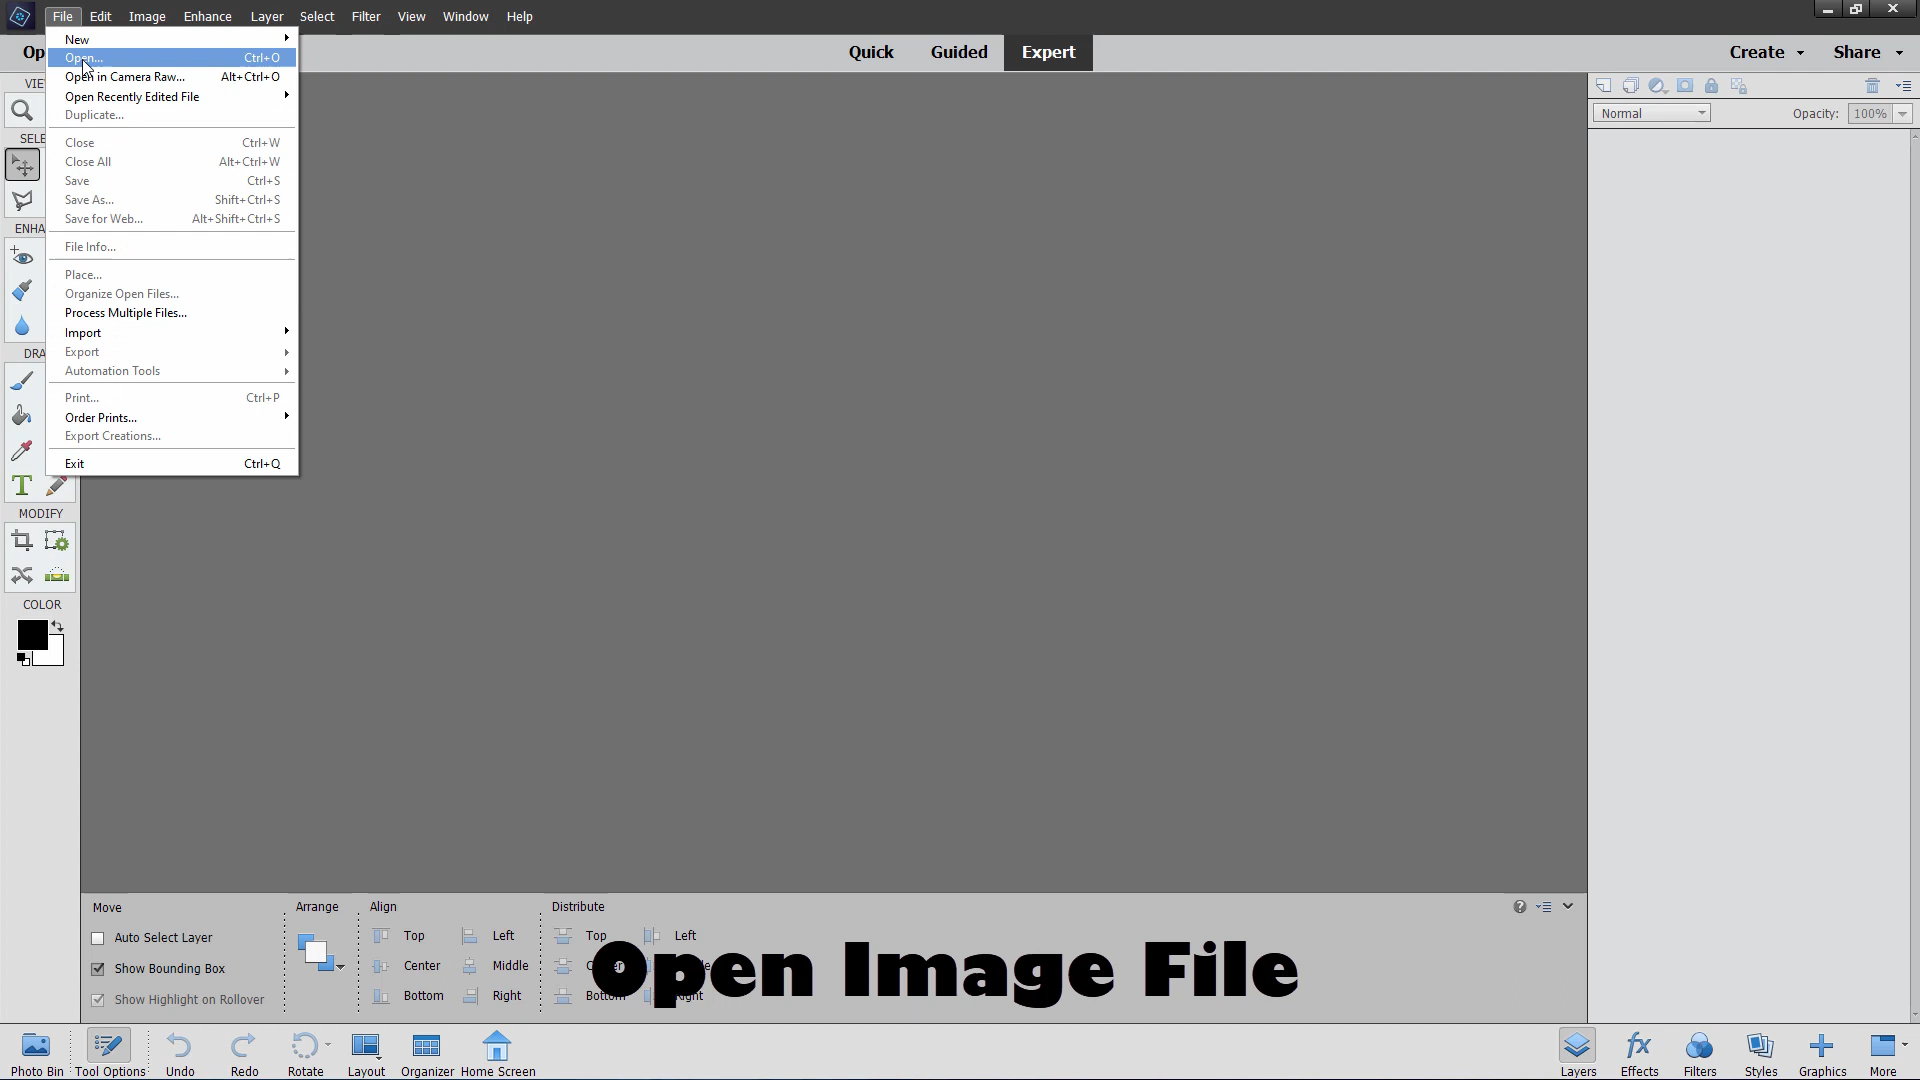 File Edit Image Enhance Layer Select Filter View Window Help
Quick Guided Expert Create Share
New
Open... Ctrl+O
Open in Camera Raw... Alt+Ctrl+O
Open Recently Edited File
Duplicate...
Close Ctrl+W
Close All Alt+Ctrl+W
Save Ctrl+S
Save As... Shift+Ctrl+S
Save for Web... Alt+Shift+Ctrl+S
File Info...
Place...
Organize Open Files...
Process Multiple Files...
Import
Export
Automation Tools
Print... Ctrl+P
Order Prints...
Export Creations...
Exit Ctrl+Q
Op
VIE
SELE
ENHA
DRA
T
MODIFY
COLOR
Normal Opacity: 100%
Move Arrange Align Distribute
Auto Select Layer Top Left Top Left
Show Bounding Box Center Middle
Show Highlight on Rollover Bottom Right Bottom Right
Open Image File
Photo Bin Tool Options Undo Redo Rotate Layout Organizer Home Screen
fx
Layers Effects Filters Styles Graphics More